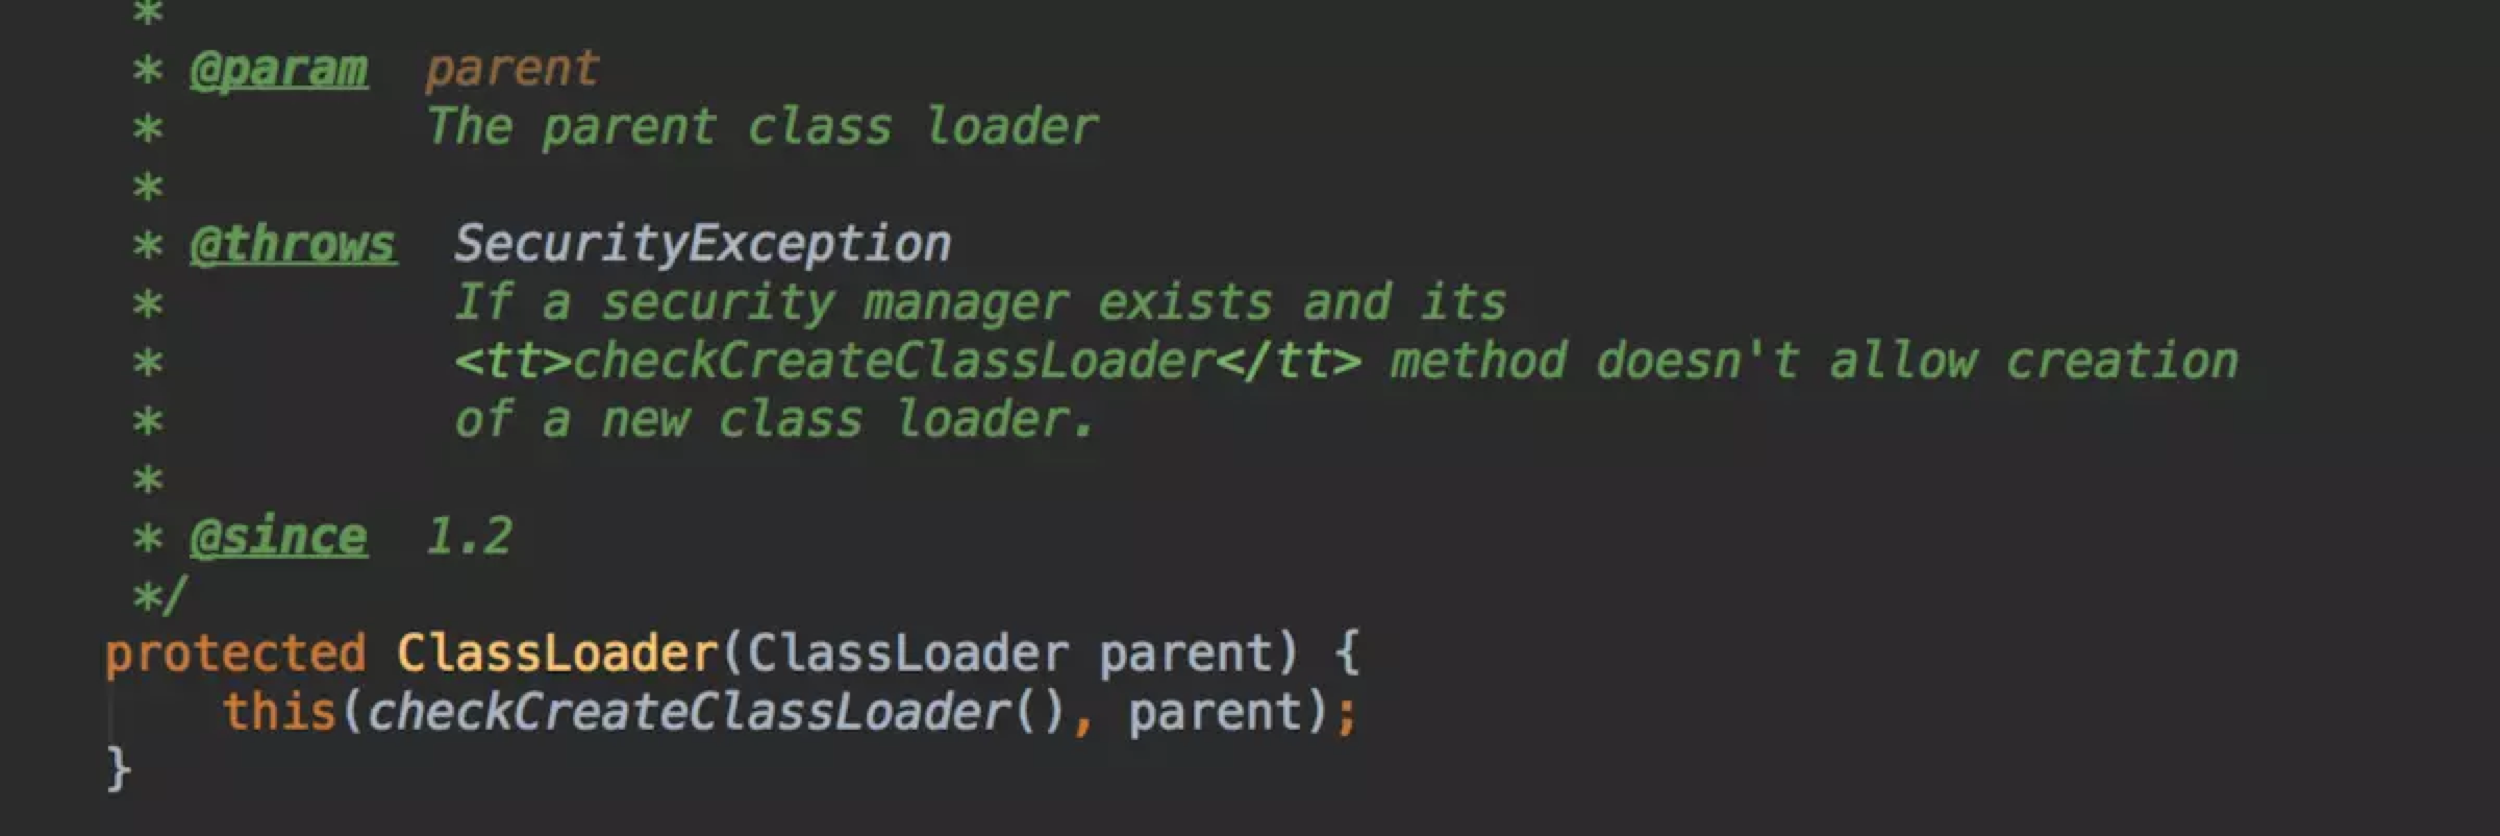 *
* @param  parent
*         The parent class loader
*
* @throws  SecurityException
*          If a security manager exists and its
*          <tt>checkCreateClassLoader</tt> method doesn't allow creation
*          of a new class loader.
*
* @since  1.2
*/
protected ClassLoader(ClassLoader parent) {
    this(checkCreateClassLoader(), parent);
}